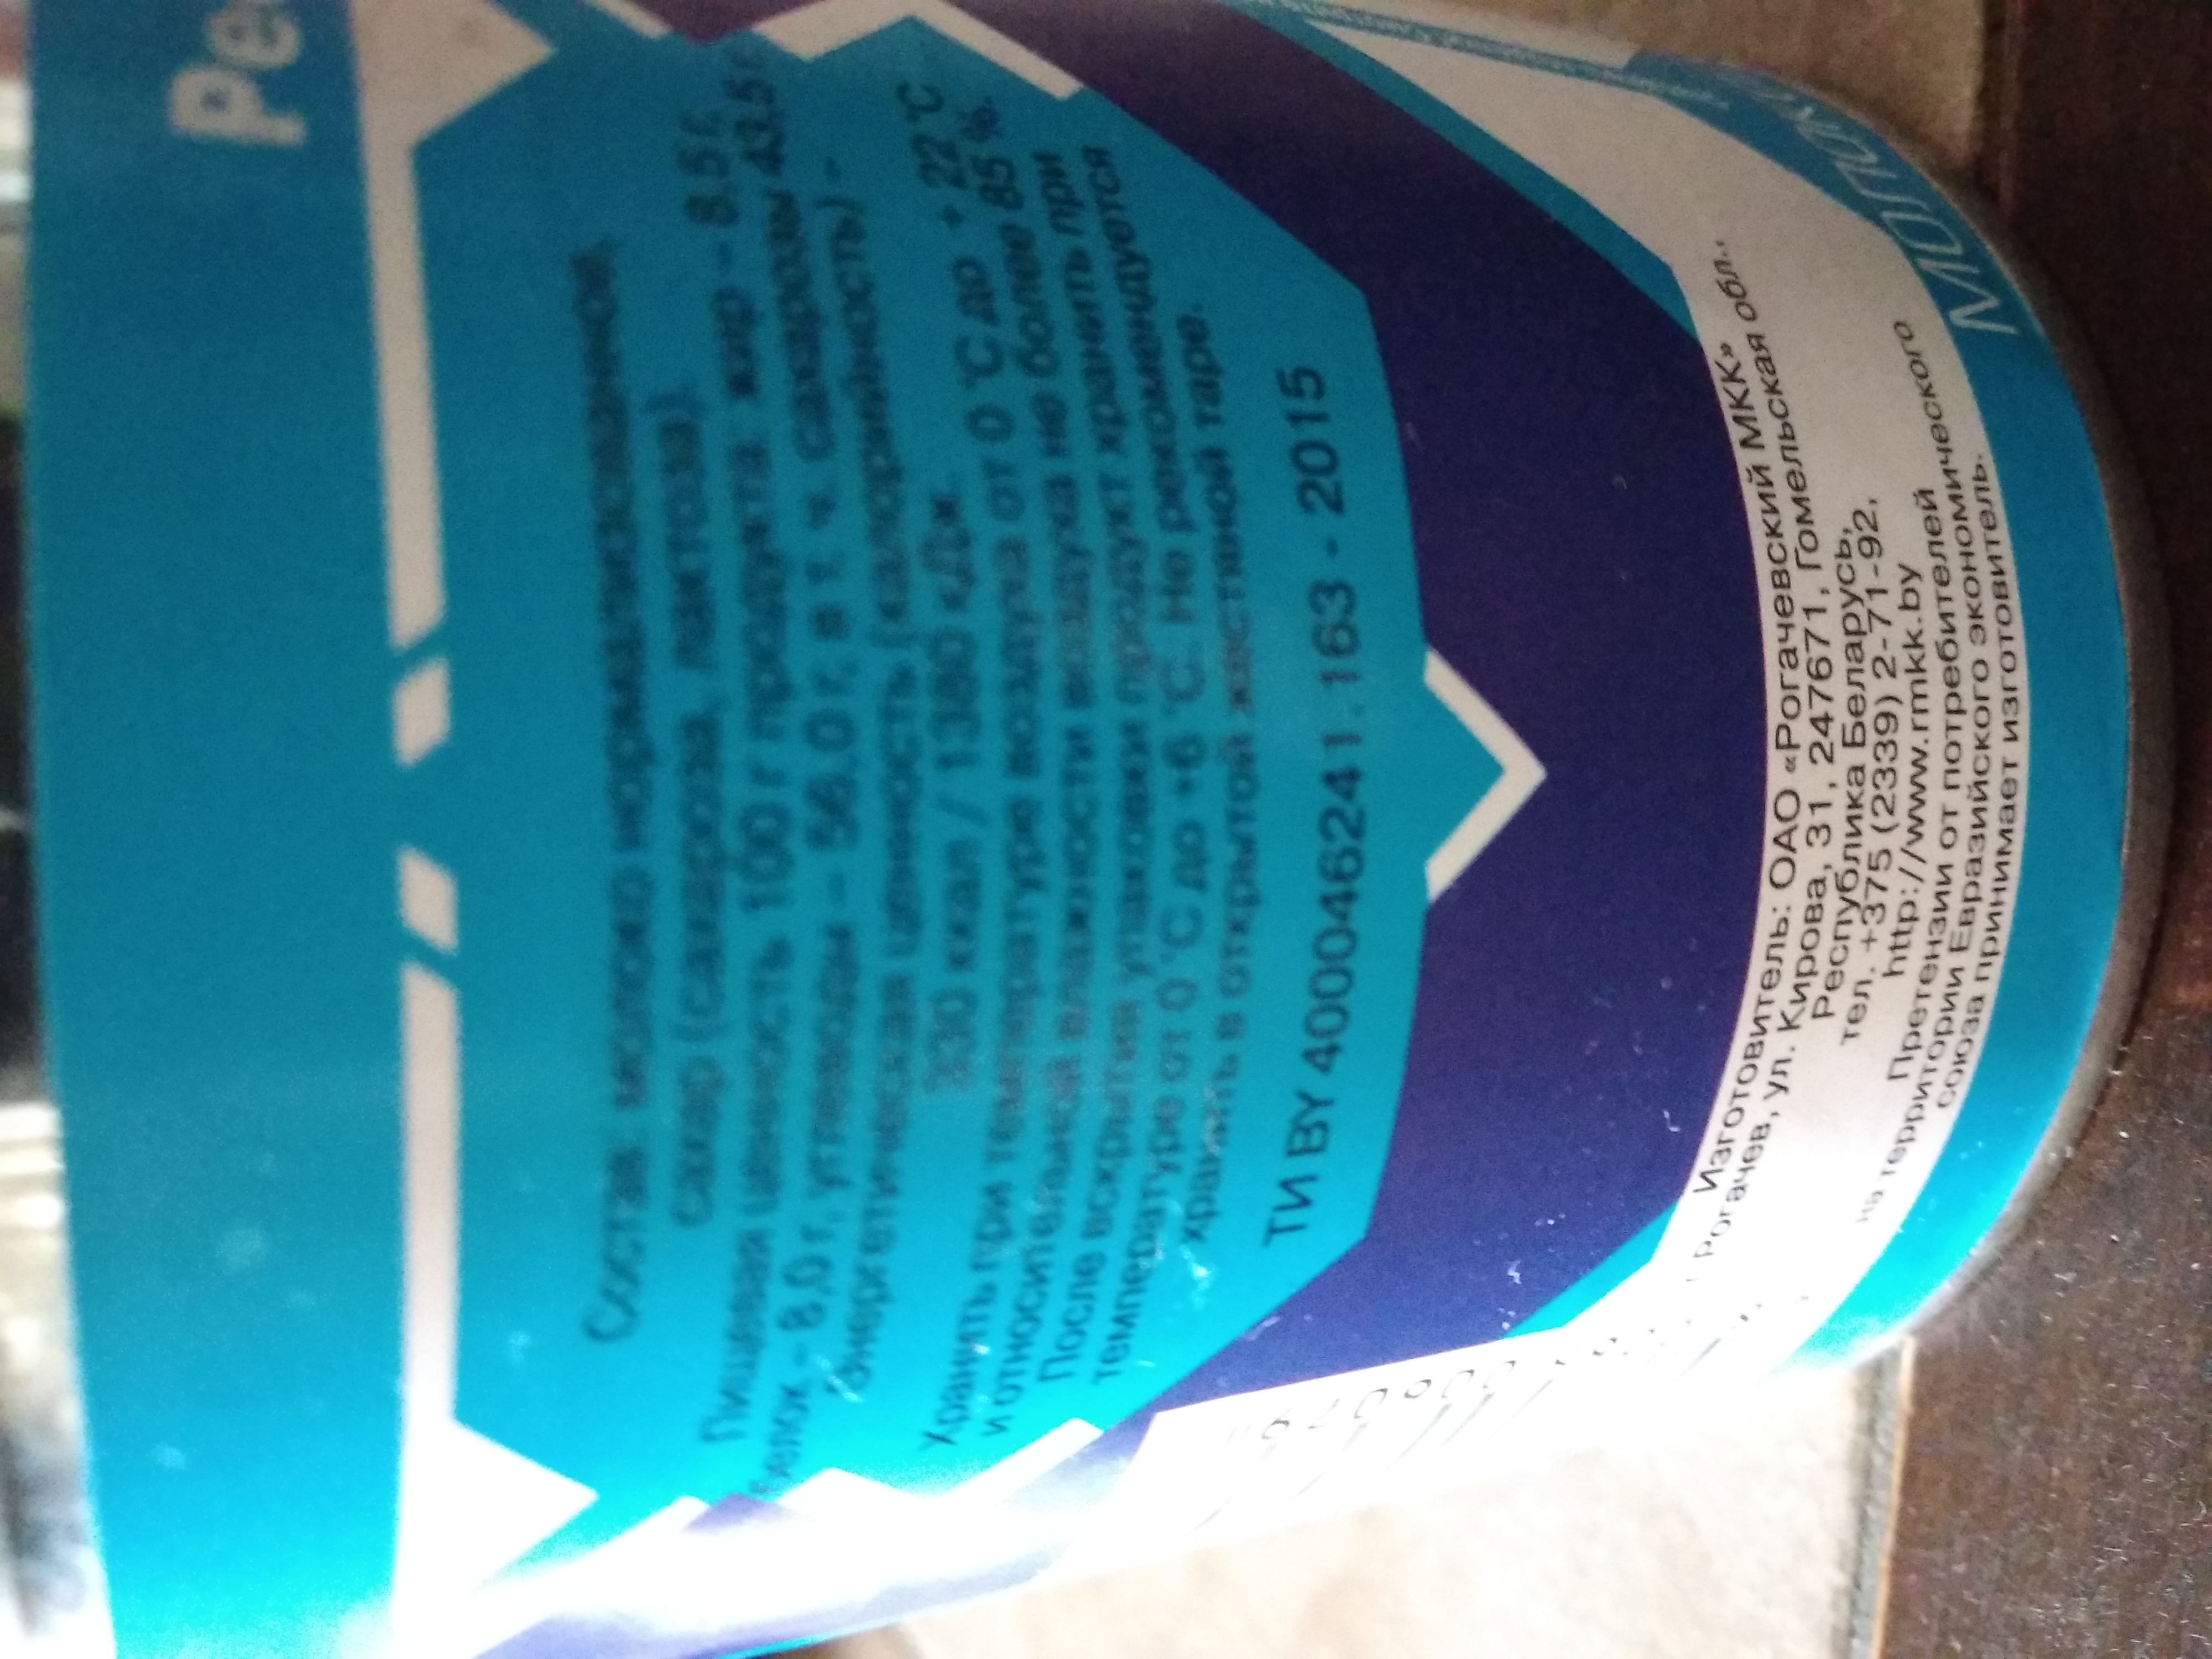 Ре
Состав: молоко нормализованное,
сахар (сахароза, лактоза).
Пищевая ценность 100 г продукта: жир – 8,5 г,
белок – 8,0 г, углеводы – 56,0 г, в т. ч. сахарозы 43,5 г
Энергетическая ценность (калорийность) –
330 ккал / 1380 кДж.
Хранить при температуре воздуха от 0 °С до + 22 °С
и относительной влажности воздуха не более 85 %.
После вскрытия упаковки продукт хранить при
температуре от 0 °С до +6 °С. Не рекомендуется
хранить в открытой жестяной таре.
ТИ BY 400046241.163 - 2015
Изготовитель: ОАО «Рогачевский МКК»
г. Рогачев, ул. Кирова, 31, 247671, Гомельская обл.,
Республика Беларусь,
тел. +375 (2339) 2-71-92,
http://www.rmkk.by
Претензии от потребителей
на территории Евразийского экономического
союза принимает изготовитель.
МОЛОК